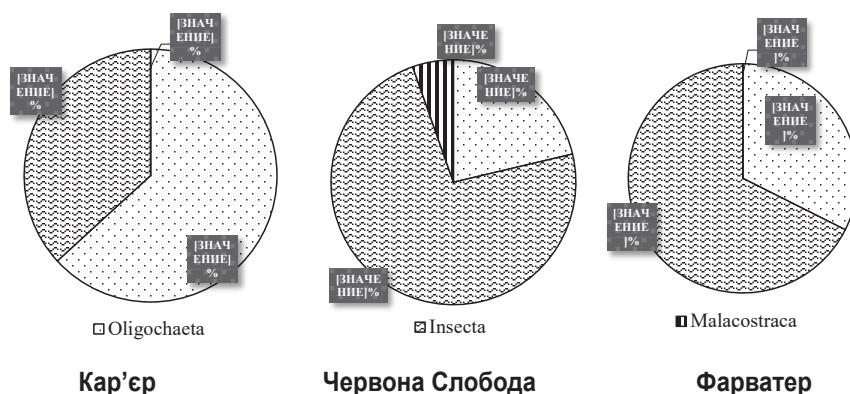 [ЗНАЧ
ЕНИЕ]
%
[ЗНАЧ
ЕНИЕ]
%
[ЗНАЧ
ЕНИЕ]
%
Oligochaeta
[ЗНАЧЕ
НИЕ]%
[ЗНАЧЕ
НИЕ]%
[ЗНАЧЕ
НИЕ]%
Insecta
[ЗНАЧ
ЕНИЕ
]%
[ЗНАЧ
ЕНИЕ
]%
[ЗНАЧ
ЕНИЕ
]%
Malacostraca
Кар’єр
Червона Слобода
Фарватер